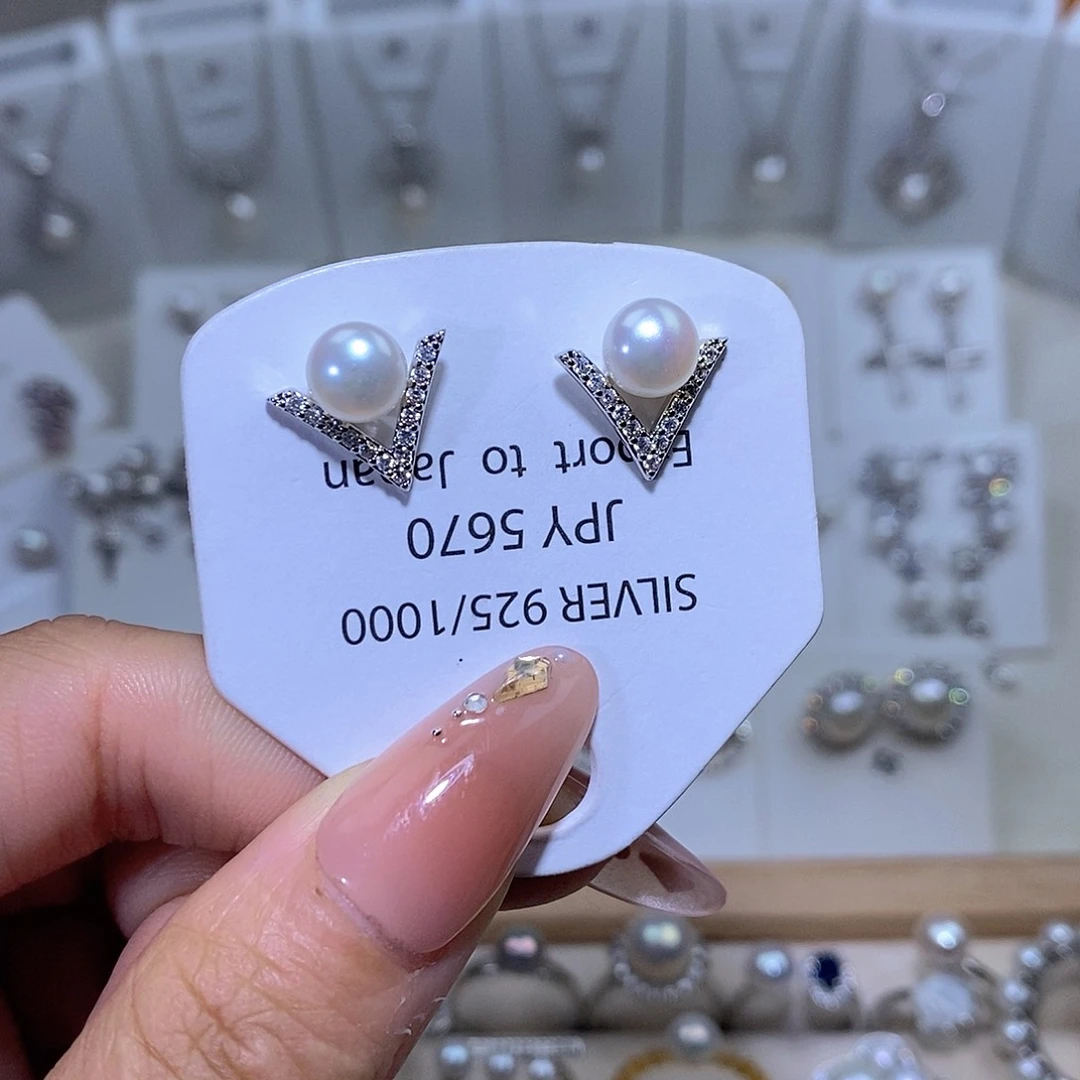 SILVER 925/1000
JPY 5670
Export to Japan